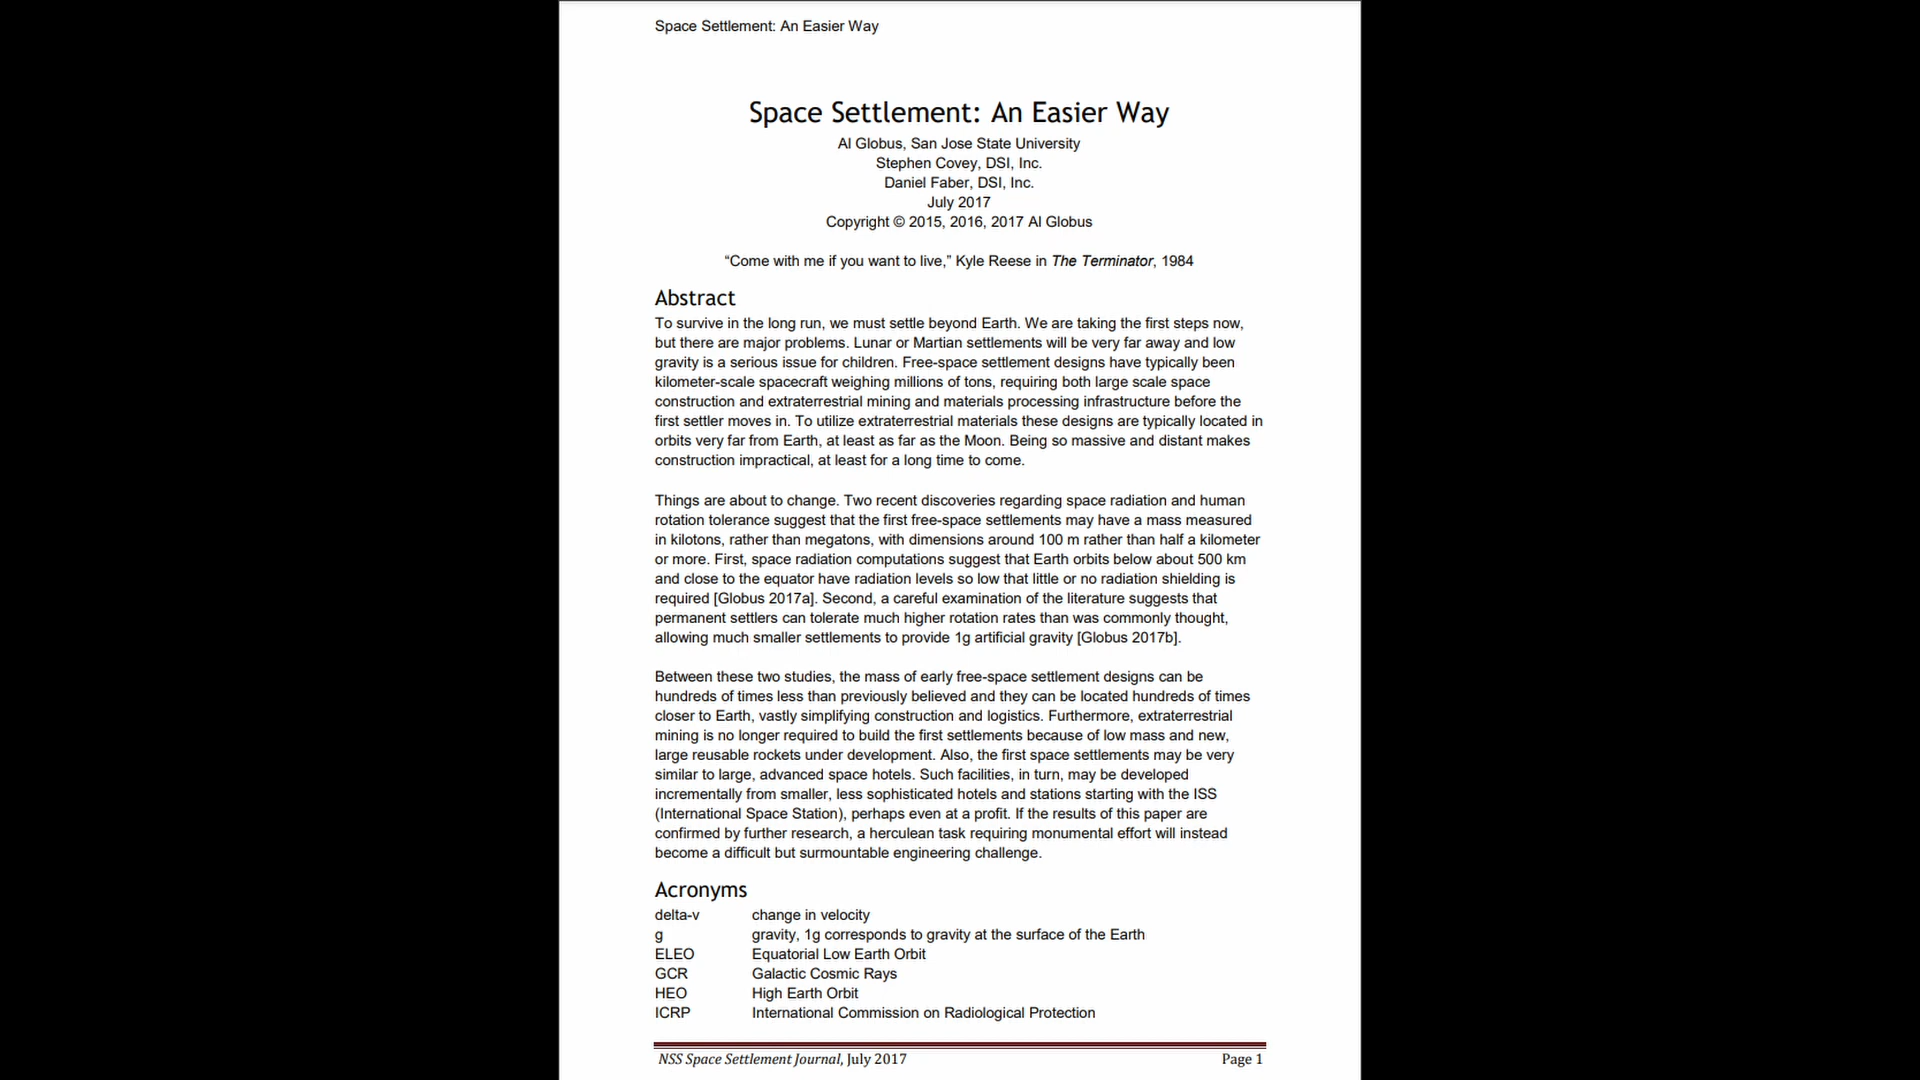 Space Settlement: An Easier Way
Space Settlement: An Easier Way
Al Globus, San Jose State University
Stephen Covey, DSI, Inc.
Daniel Faber, DSI, Inc.
July 2017
Copyright © 2015, 2016, 2017 Al Globus
“Come with me if you want to live,” Kyle Reese in The Terminator, 1984
Abstract
To survive in the long run, we must settle beyond Earth. We are taking the first steps now,
but there are major problems. Lunar or Martian settlements will be very far away and low
gravity is a serious issue for children. Free-space settlement designs have typically been
kilometer-scale spacecraft weighing millions of tons, requiring both large scale space
construction and extraterrestrial mining and materials processing infrastructure before the
first settler moves in. To utilize extraterrestrial materials these designs are typically located in
orbits very far from Earth, at least as far as the Moon. Being so massive and distant makes
construction impractical, at least for a long time to come.
Things are about to change. Two recent discoveries regarding space radiation and human
rotation tolerance suggest that the first free-space settlements may have a mass measured
in kilotons, rather than megatons, with dimensions around 100 m rather than half a kilometer
or more. First, space radiation computations suggest that Earth orbits below about 500 km
and close to the equator have radiation levels so low that little or no radiation shielding is
required [Globus 2017a]. Second, a careful examination of the literature suggests that
permanent settlers can tolerate much higher rotation rates than was commonly thought,
allowing much smaller settlements to provide 1g artificial gravity [Globus 2017b].
Between these two studies, the mass of early free-space settlement designs can be
hundreds of times less than previously believed and they can be located hundreds of times
closer to Earth, vastly simplifying construction and logistics. Furthermore, extraterrestrial
mining is no longer required to build the first settlements because of low mass and new,
large reusable rockets under development. Also, the first space settlements may be very
similar to large, advanced space hotels. Such facilities, in turn, may be developed
incrementally from smaller, less sophisticated hotels and stations starting with the ISS
(International Space Station), perhaps even at a profit. If the results of this paper are
confirmed by further research, a herculean task requiring monumental effort will instead
become a difficult but surmountable engineering challenge.
Acronyms
delta-v change in velocity
g gravity, 1g corresponds to gravity at the surface of the Earth
ELEO Equatorial Low Earth Orbit
GCR Galactic Cosmic Rays
HEO High Earth Orbit
ICRP International Commission on Radiological Protection
NSS Space Settlement Journal, July 2017 Page 1